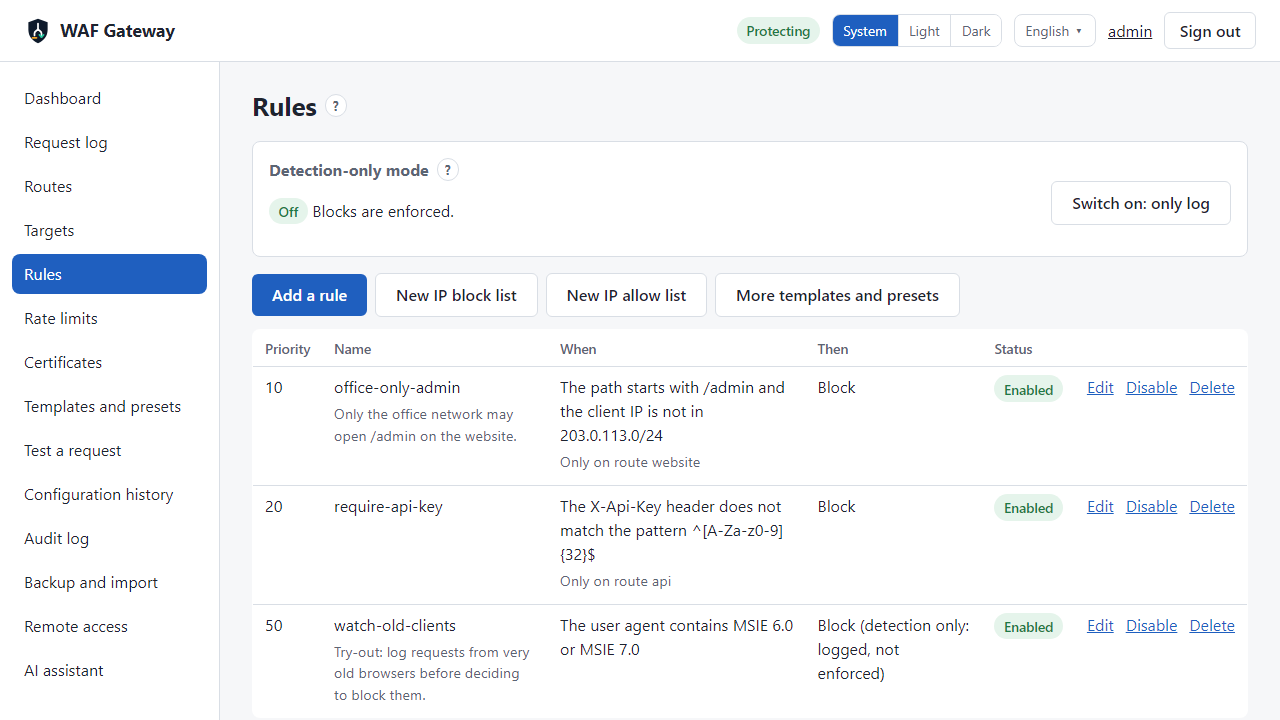 WAF Gateway
Protecting
System Light Dark
English
admin
Sign out
Dashboard
Request log
Routes
Targets
Rules
Rate limits
Certificates
Templates and presets
Test a request
Configuration history
Audit log
Backup and import
Remote access
AI assistant
Rules ?
Detection-only mode ?
Off Blocks are enforced.
Switch on: only log
Add a rule
New IP block list
New IP allow list
More templates and presets
Priority Name When Then Status
10
office-only-admin
Only the office network may
open /admin on the website.
The path starts with /admin and
the client IP is not in
203.0.113.0/24
Only on route website
Block
Enabled
Edit Disable Delete
20
require-api-key
The X-Api-Key header does not
match the pattern ^[A-Za-z0-9]
{32}$
Only on route api
Block
Enabled
Edit Disable Delete
50
watch-old-clients
Try-out: log requests from very
old browsers before deciding
to block them.
The user agent contains MSIE 6.0
or MSIE 7.0
Block (detection only:
logged, not
enforced)
Enabled
Edit Disable Delete